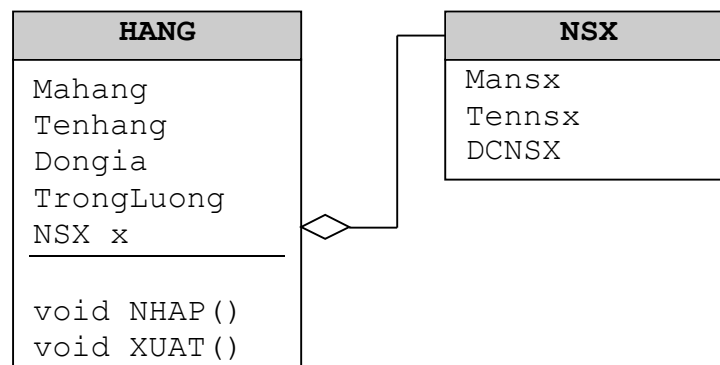 HANG
Mahang
Tenhang
Dongia
TrongLuong
NSX x
void NHAP()
void XUAT()
NSX
Mansx
Tennsx
DCNSX